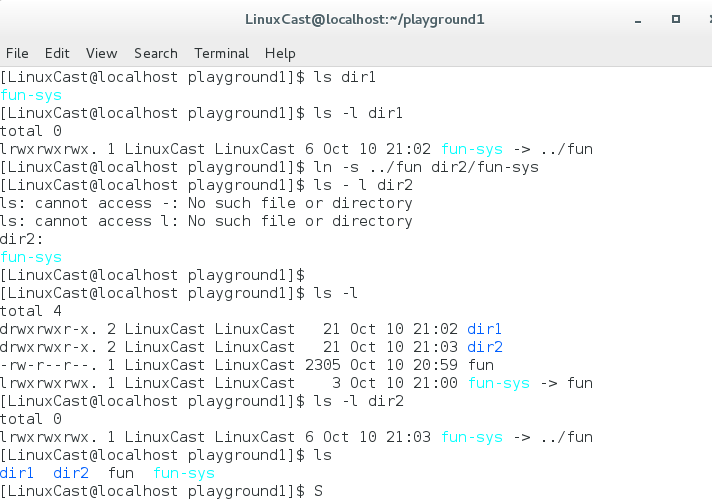 LinuxCast@localhost:~/playground1
File Edit View Search Terminal Help
[LinuxCast@localhost playground1]$ ls dir1
fun-sys
[LinuxCast@localhost playground1]$ ls -l dir1
total 0
lrwxrwxrwx. 1 LinuxCast LinuxCast 6 Oct 10 21:02 fun-sys -> ../fun
[LinuxCast@localhost playground1]$ ln -s ../fun dir2/fun-sys
[LinuxCast@localhost playground1]$ ls - l dir2
ls: cannot access -: No such file or directory
ls: cannot access l: No such file or directory
dir2:
fun-sys
[LinuxCast@localhost playground1]$
[LinuxCast@localhost playground1]$ ls -l
total 4
drwxrwxr-x. 2 LinuxCast LinuxCast   21 Oct 10 21:02 dir1
drwxrwxr-x. 2 LinuxCast LinuxCast   21 Oct 10 21:03 dir2
-rw-r--r--. 1 LinuxCast LinuxCast 2305 Oct 10 20:59 fun
lrwxrwxrwx. 1 LinuxCast LinuxCast    3 Oct 10 21:00 fun-sys -> fun
[LinuxCast@localhost playground1]$ ls -l dir2
total 0
lrwxrwxrwx. 1 LinuxCast LinuxCast 6 Oct 10 21:03 fun-sys -> ../fun
[LinuxCast@localhost playground1]$ ls
dir1  dir2  fun  fun-sys
[LinuxCast@localhost playground1]$ S